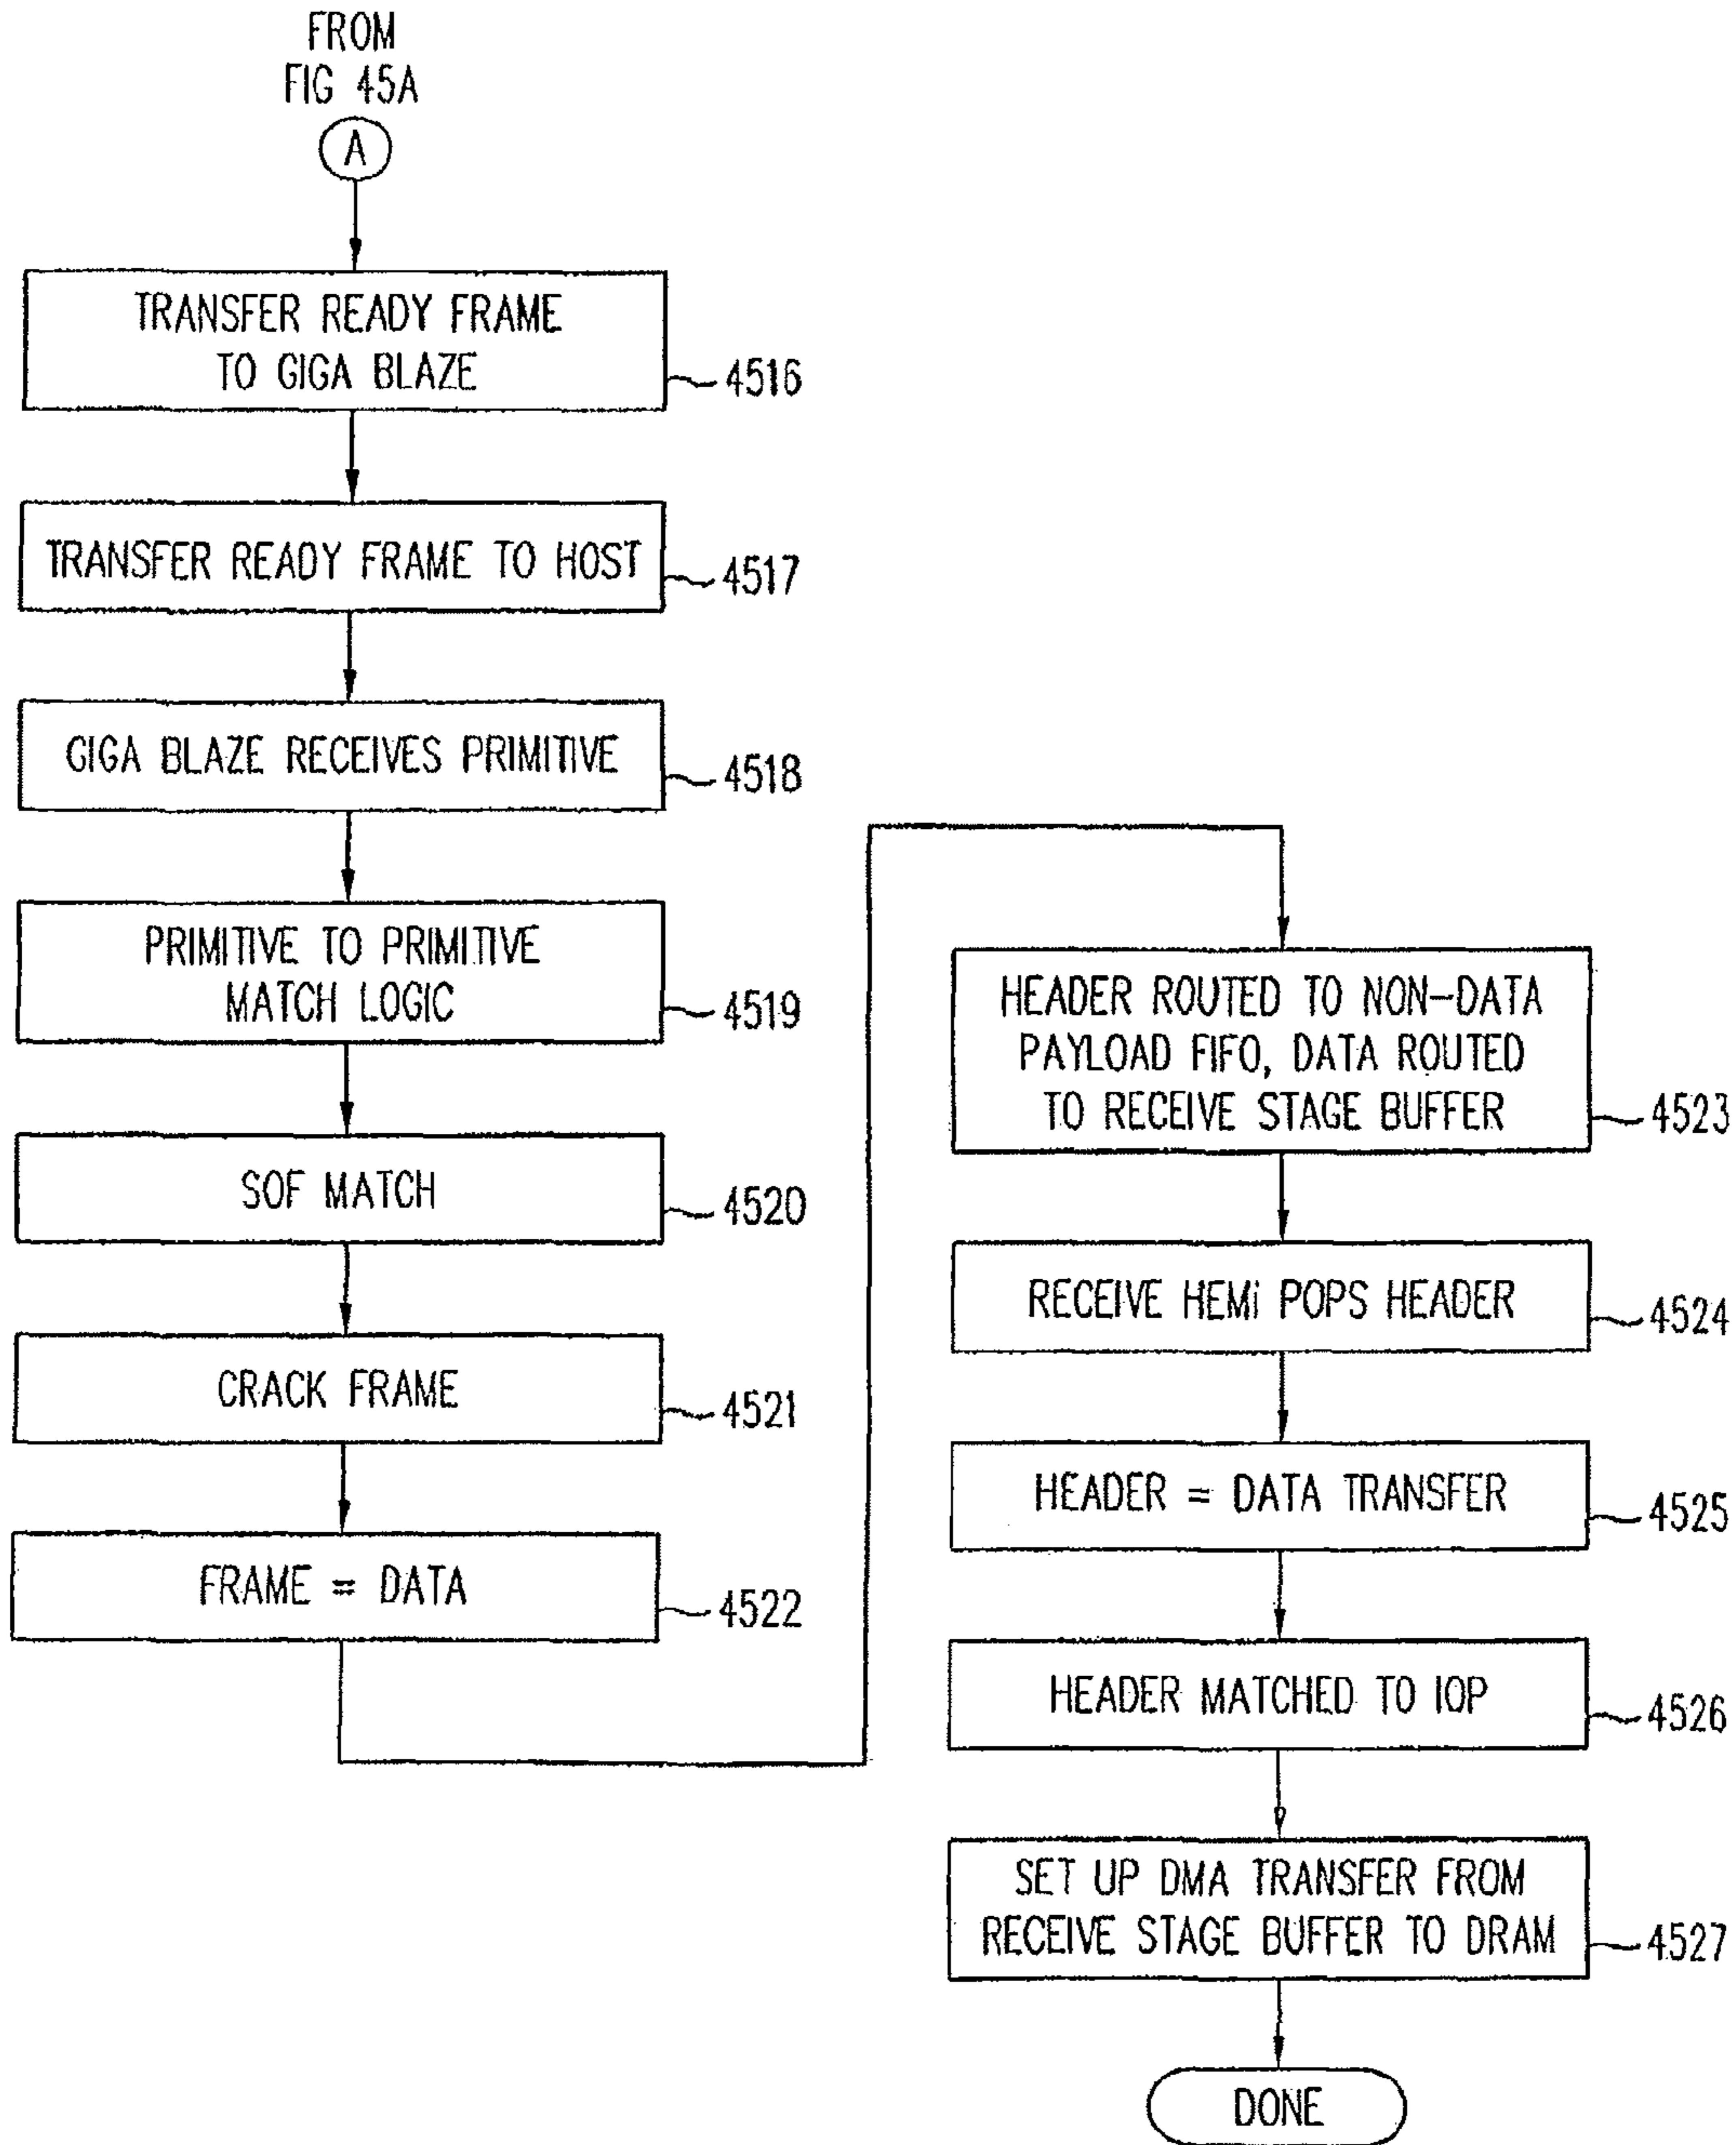 FROM
FIG 45A
A
TRANSFER READY FRAME
TO GIGA BLAZE
4516
TRANSFER READY FRAME TO HOST
4517
GIGA BLAZE RECEIVES PRIMITIVE
4518
PRIMITIVE TO PRIMITIVE
MATCH LOGIC
4519
SOF MATCH
4520
CRACK FRAME
4521
FRAME = DATA
4522
HEADER ROUTED TO NON-DATA
PAYLOAD FIFO, DATA ROUTED
TO RECEIVE STAGE BUFFER
4523
RECEIVE HEMi POPS HEADER
4524
HEADER = DATA TRANSFER
4525
HEADER MATCHED TO IOP
4526
SET UP DMA TRANSFER FROM
RECEIVE STAGE BUFFER TO DRAM
4527
DONE